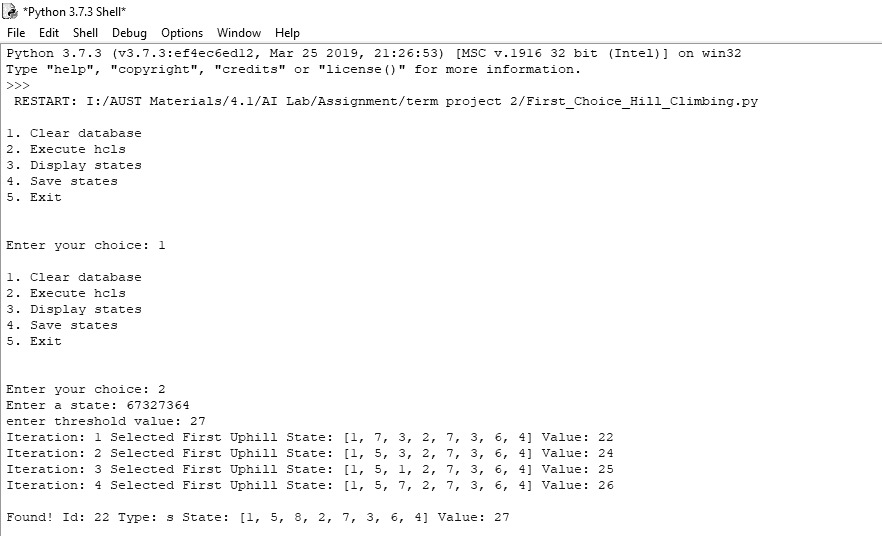 *Python 3.7.3 Shell*
File Edit Shell Debug Options Window Help
Python 3.7.3 (v3.7.3:ef4ec6ed12, Mar 25 2019, 21:26:53) [MSC v.1916 32 bit (Intel)] on win32
Type "help", "copyright", "credits" or "license()" for more information.
>>>
RESTART: I:/AUST Materials/4.1/AI Lab/Assignment/term project 2/First_Choice_Hill_Climbing.py
1. Clear database
2. Execute hcls
3. Display states
4. Save states
5. Exit
Enter your choice: 1
1. Clear database
2. Execute hcls
3. Display states
4. Save states
5. Exit
Enter your choice: 2
Enter a state: 67327364
enter threshold value: 27
Iteration: 1 Selected First Uphill State: [1, 7, 3, 2, 7, 3, 6, 4] Value: 22
Iteration: 2 Selected First Uphill State: [1, 5, 3, 2, 7, 3, 6, 4] Value: 24
Iteration: 3 Selected First Uphill State: [1, 5, 1, 2, 7, 3, 6, 4] Value: 25
Iteration: 4 Selected First Uphill State: [1, 5, 7, 2, 7, 3, 6, 4] Value: 26
Found! Id: 22 Type: s State: [1, 5, 8, 2, 7, 3, 6, 4] Value: 27